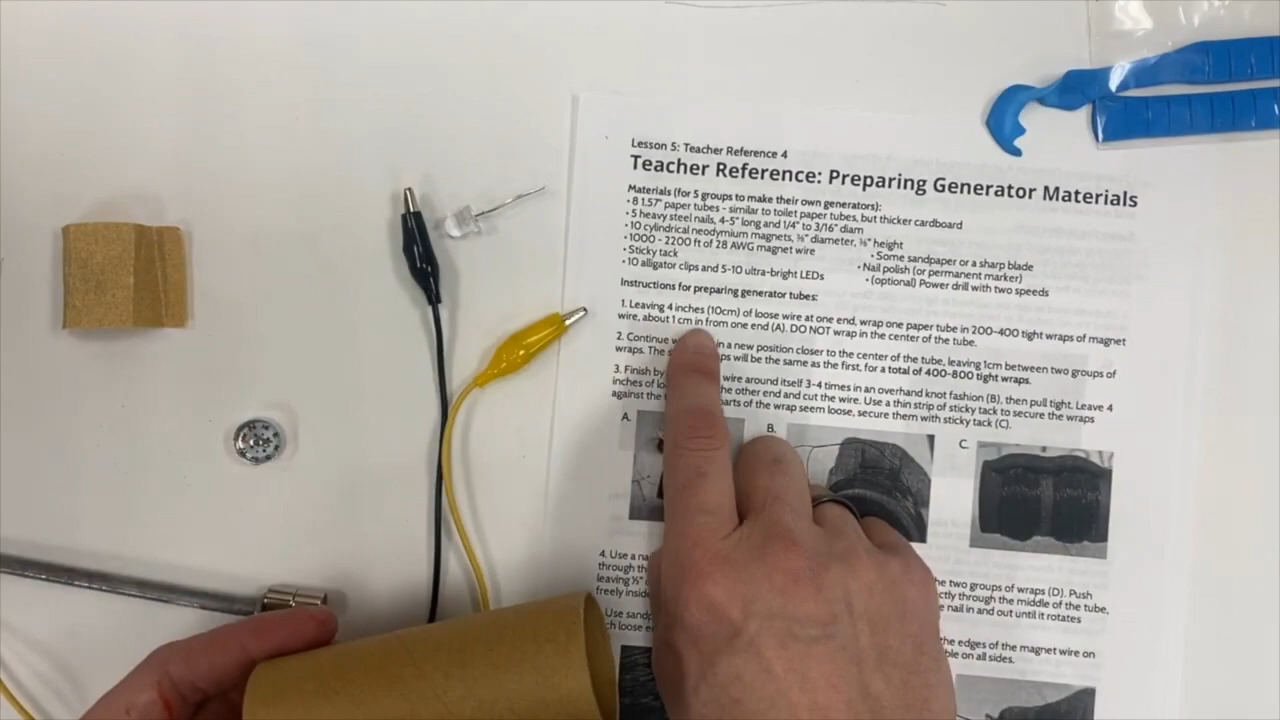 Lesson 5: Teacher Reference 4
Teacher Reference: Preparing Generator Materials
Materials (for 5 groups to make their own generators):
• 8 1.57" paper tubes - similar to toilet paper tubes, but thicker cardboard
• 5 heavy steel nails, 4-5" long and 1/4" to 3/16" diam
• 10 cylindrical neodymium magnets, ⅜" diameter, ⅜" height
• 1000 - 2200 ft of 28 AWG magnet wire
• Sticky tack
• 10 alligator clips and 5-10 ultra-bright LEDs
• Some sandpaper or a sharp blade
• Nail polish (or permanent marker)
• (optional) Power drill with two speeds
Instructions for preparing generator tubes:
1. Leaving 4 inches (10cm) of loose wire at one end, wrap one paper tube in 200-400 tight wraps of magnet
wire, about 1 cm in from one end (A). DO NOT wrap in the center of the tube.
2. Continue in a new position closer to the center of the tube, leaving 1cm between two groups of
wraps. The will be the same as the first, for a total of 400-800 tight wraps.
3. Finish by wire around itself 3-4 times in an overhand knot fashion (B), then pull tight. Leave 4
inches of the other end and cut the wire. Use a thin strip of sticky tack to secure the wraps
against the parts of the wrap seem loose, secure them with sticky tack (C).
A.
B.
C.
4. Use a the two groups of wraps (D). Push
through through the middle of the tube,
leaving ½" nail in and out until it rotates
freely
Use the edges of the magnet wire on
loose on all sides.